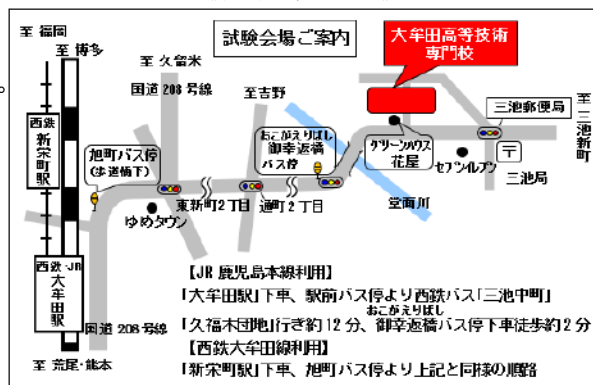 至 福岡
至 博多
至 久留米
国道 208 号線
試験会場ご案内
大牟田高等技術
専門校
至吉野
至 三池新町
三池郵便局
西鉄
新栄町駅
旭町バス停
(歩道橋下)
おこがえりばし
御幸返橋
バス停
グリーンハウス
花屋
セブンイレブン
〒
三池局
東新町2丁目
通町2丁目
ゆめタウン
堂面川
西鉄・JR
大牟田駅
国道 208号線
至 荒尾・熊本
【JR 鹿児島本線利用】
「大牟田駅」下車、駅前バス停より西鉄バス「三池中町」
おこがえりばし
「久福木団地」行き約12分、御幸返橋バス停下車徒歩約2分
【西鉄大牟田線利用】
「新栄町駅」下車、旭町バス停より上記と同様の順路